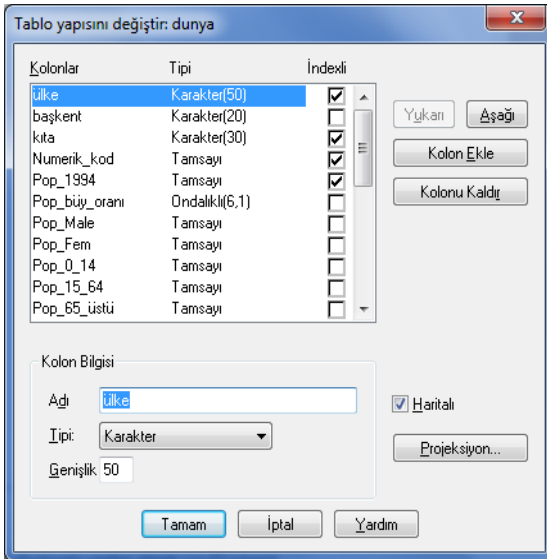 Tablo yapısını değiştir: dunya
Kolonlar Tipi İndexli
ülke Karakter(50)
başkent Karakter(20)
kıta Karakter(30)
Numerik_kod Tamsayı
Pop_1994 Tamsayı
Pop_büy_oranı Ondalıklı(6,1)
Pop_Male Tamsayı
Pop_Fem Tamsayı
Pop_0_14 Tamsayı
Pop_15_64 Tamsayı
Pop_65_üstü Tamsayı
Yukarı Aşağı
Kolon Ekle
Kolonu Kaldır
Kolon Bilgisi
Adı ülke
Tipi: Karakter
Genişlik 50
Haritalı
Projeksiyon...
Tamam İptal Yardım